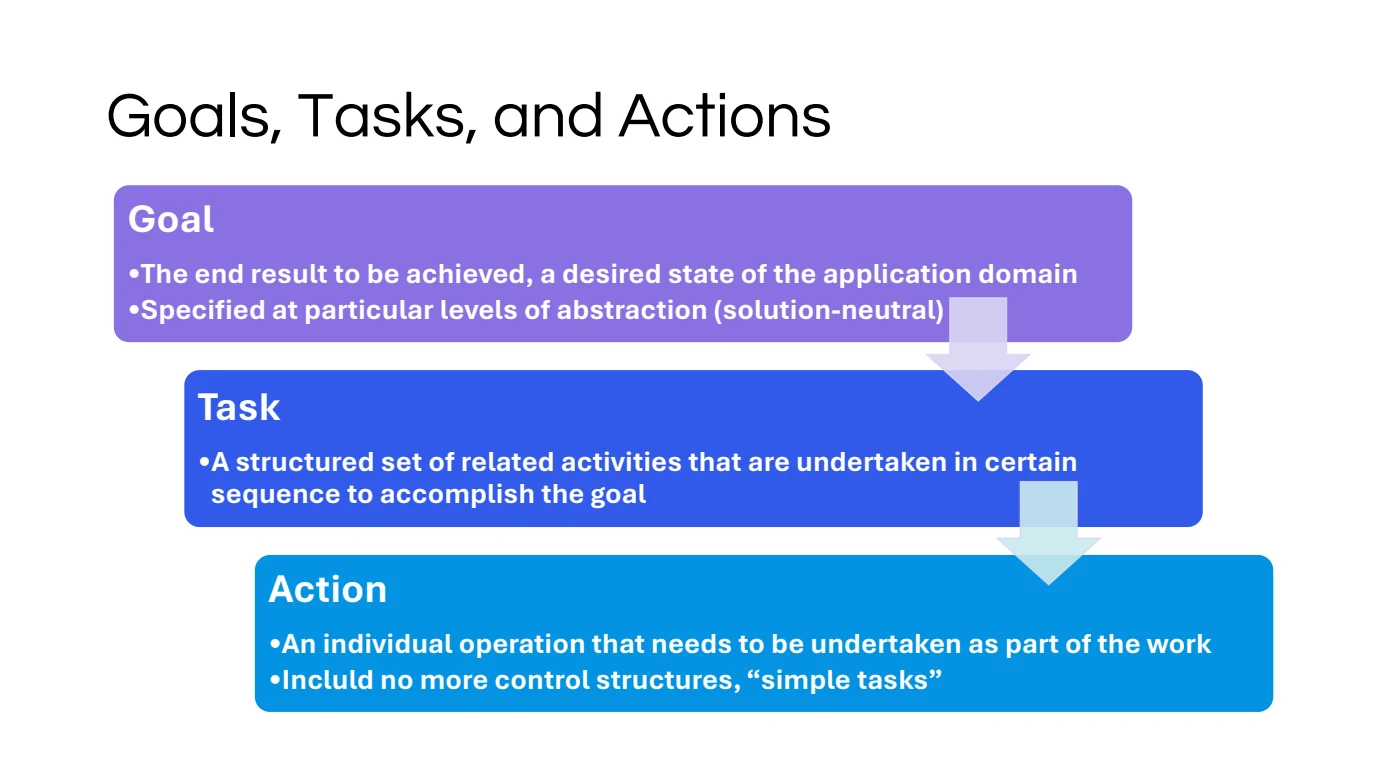 Goals, Tasks, and Actions
Goal
•The end result to be achieved, a desired state of the application domain
•Specified at particular levels of abstraction (solution-neutral)
Task
•A structured set of related activities that are undertaken in certain
sequence to accomplish the goal
Action
•An individual operation that needs to be undertaken as part of the work
•Includ no more control structures, “simple tasks”